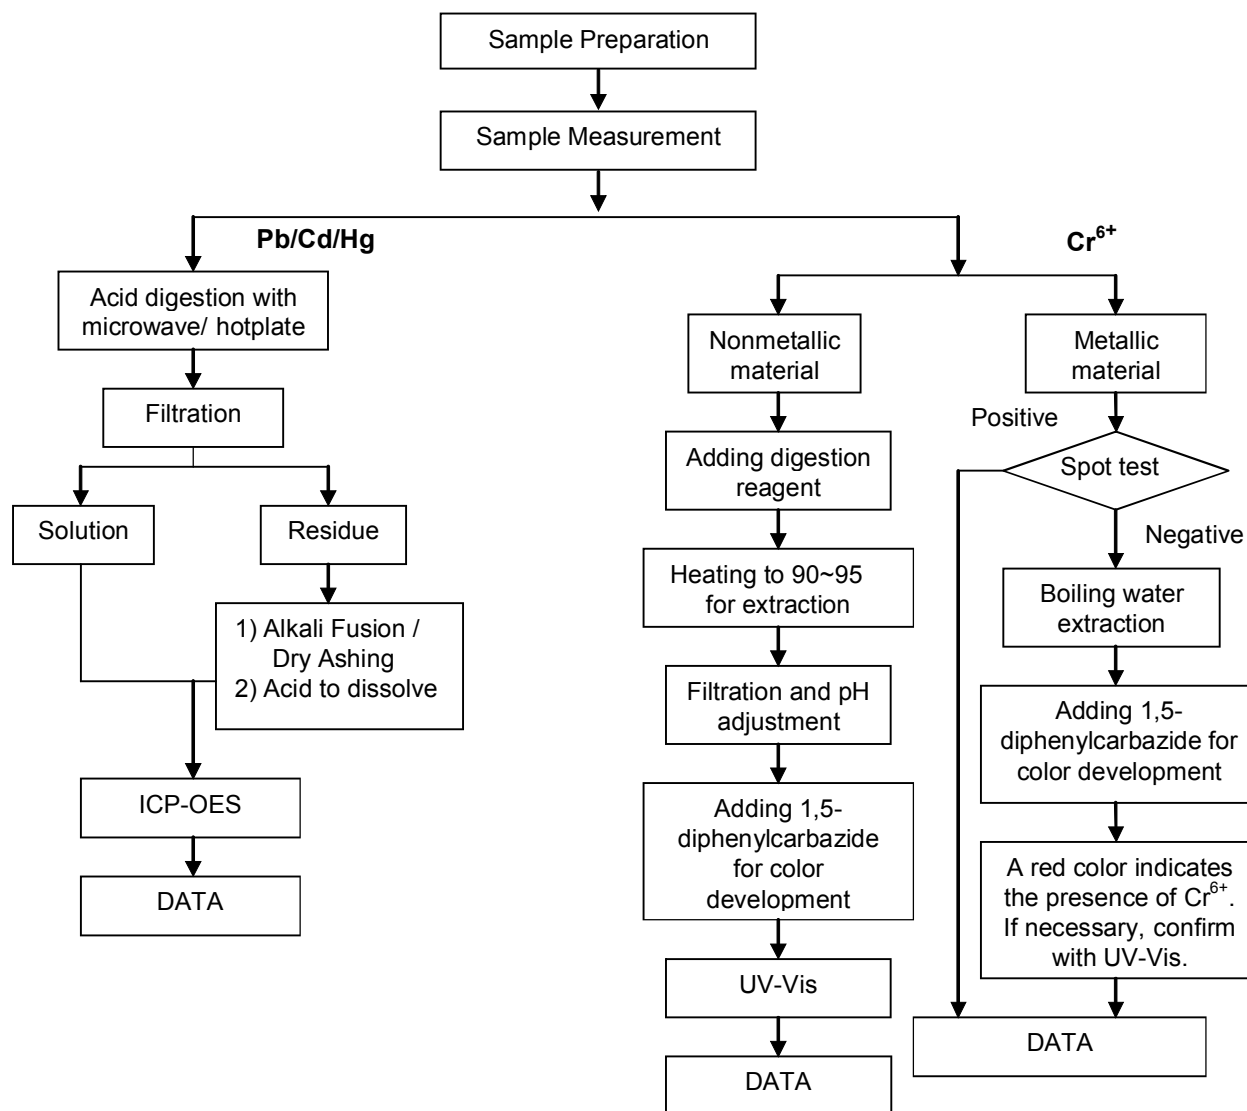 Sample Preparation
Sample Measurement
Pb/Cd/Hg
Acid digestion with
microwave/ hotplate
Filtration
Solution
Residue
1) Alkali Fusion /
Dry Ashing
2) Acid to dissolve
ICP-OES
DATA
Cr⁶⁺
Nonmetallic
material
Adding digestion
reagent
Heating to 90~95
for extraction
Filtration and pH
adjustment
Adding 1,5-
diphenylcarbazide
for color
development
UV-Vis
DATA
Metallic
material
Positive
Spot test
Negative
Boiling water
extraction
Adding 1,5-
diphenylcarbazide for
color development
A red color indicates
the presence of Cr⁶⁺.
If necessary, confirm
with UV-Vis.
DATA